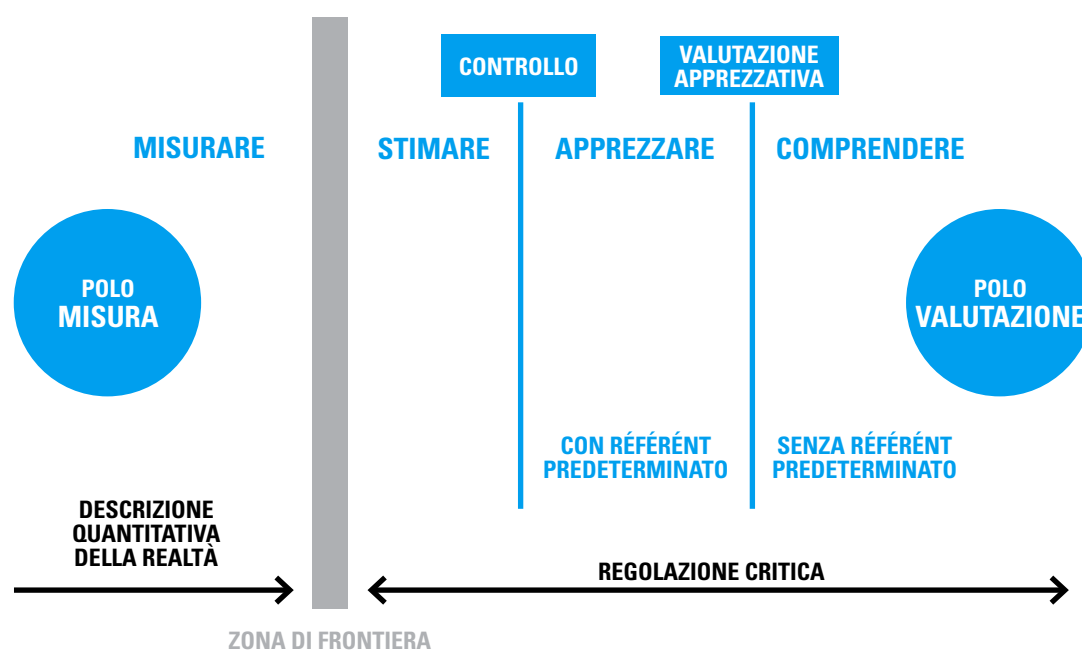 CONTROLLO
VALUTAZIONE
APPREZZATIVA
MISURARE
STIMARE
APPREZZARE
COMPRENDERE
POLO
MISURA
POLO
VALUTAZIONE
CON RÉFÉRÉNT
PREDETERMINATO
SENZA RÉFÉRÉNT
PREDETERMINATO
DESCRIZIONE
QUANTITATIVA
DELLA REALTÀ
REGOLAZIONE CRITICA
ZONA DI FRONTIERA